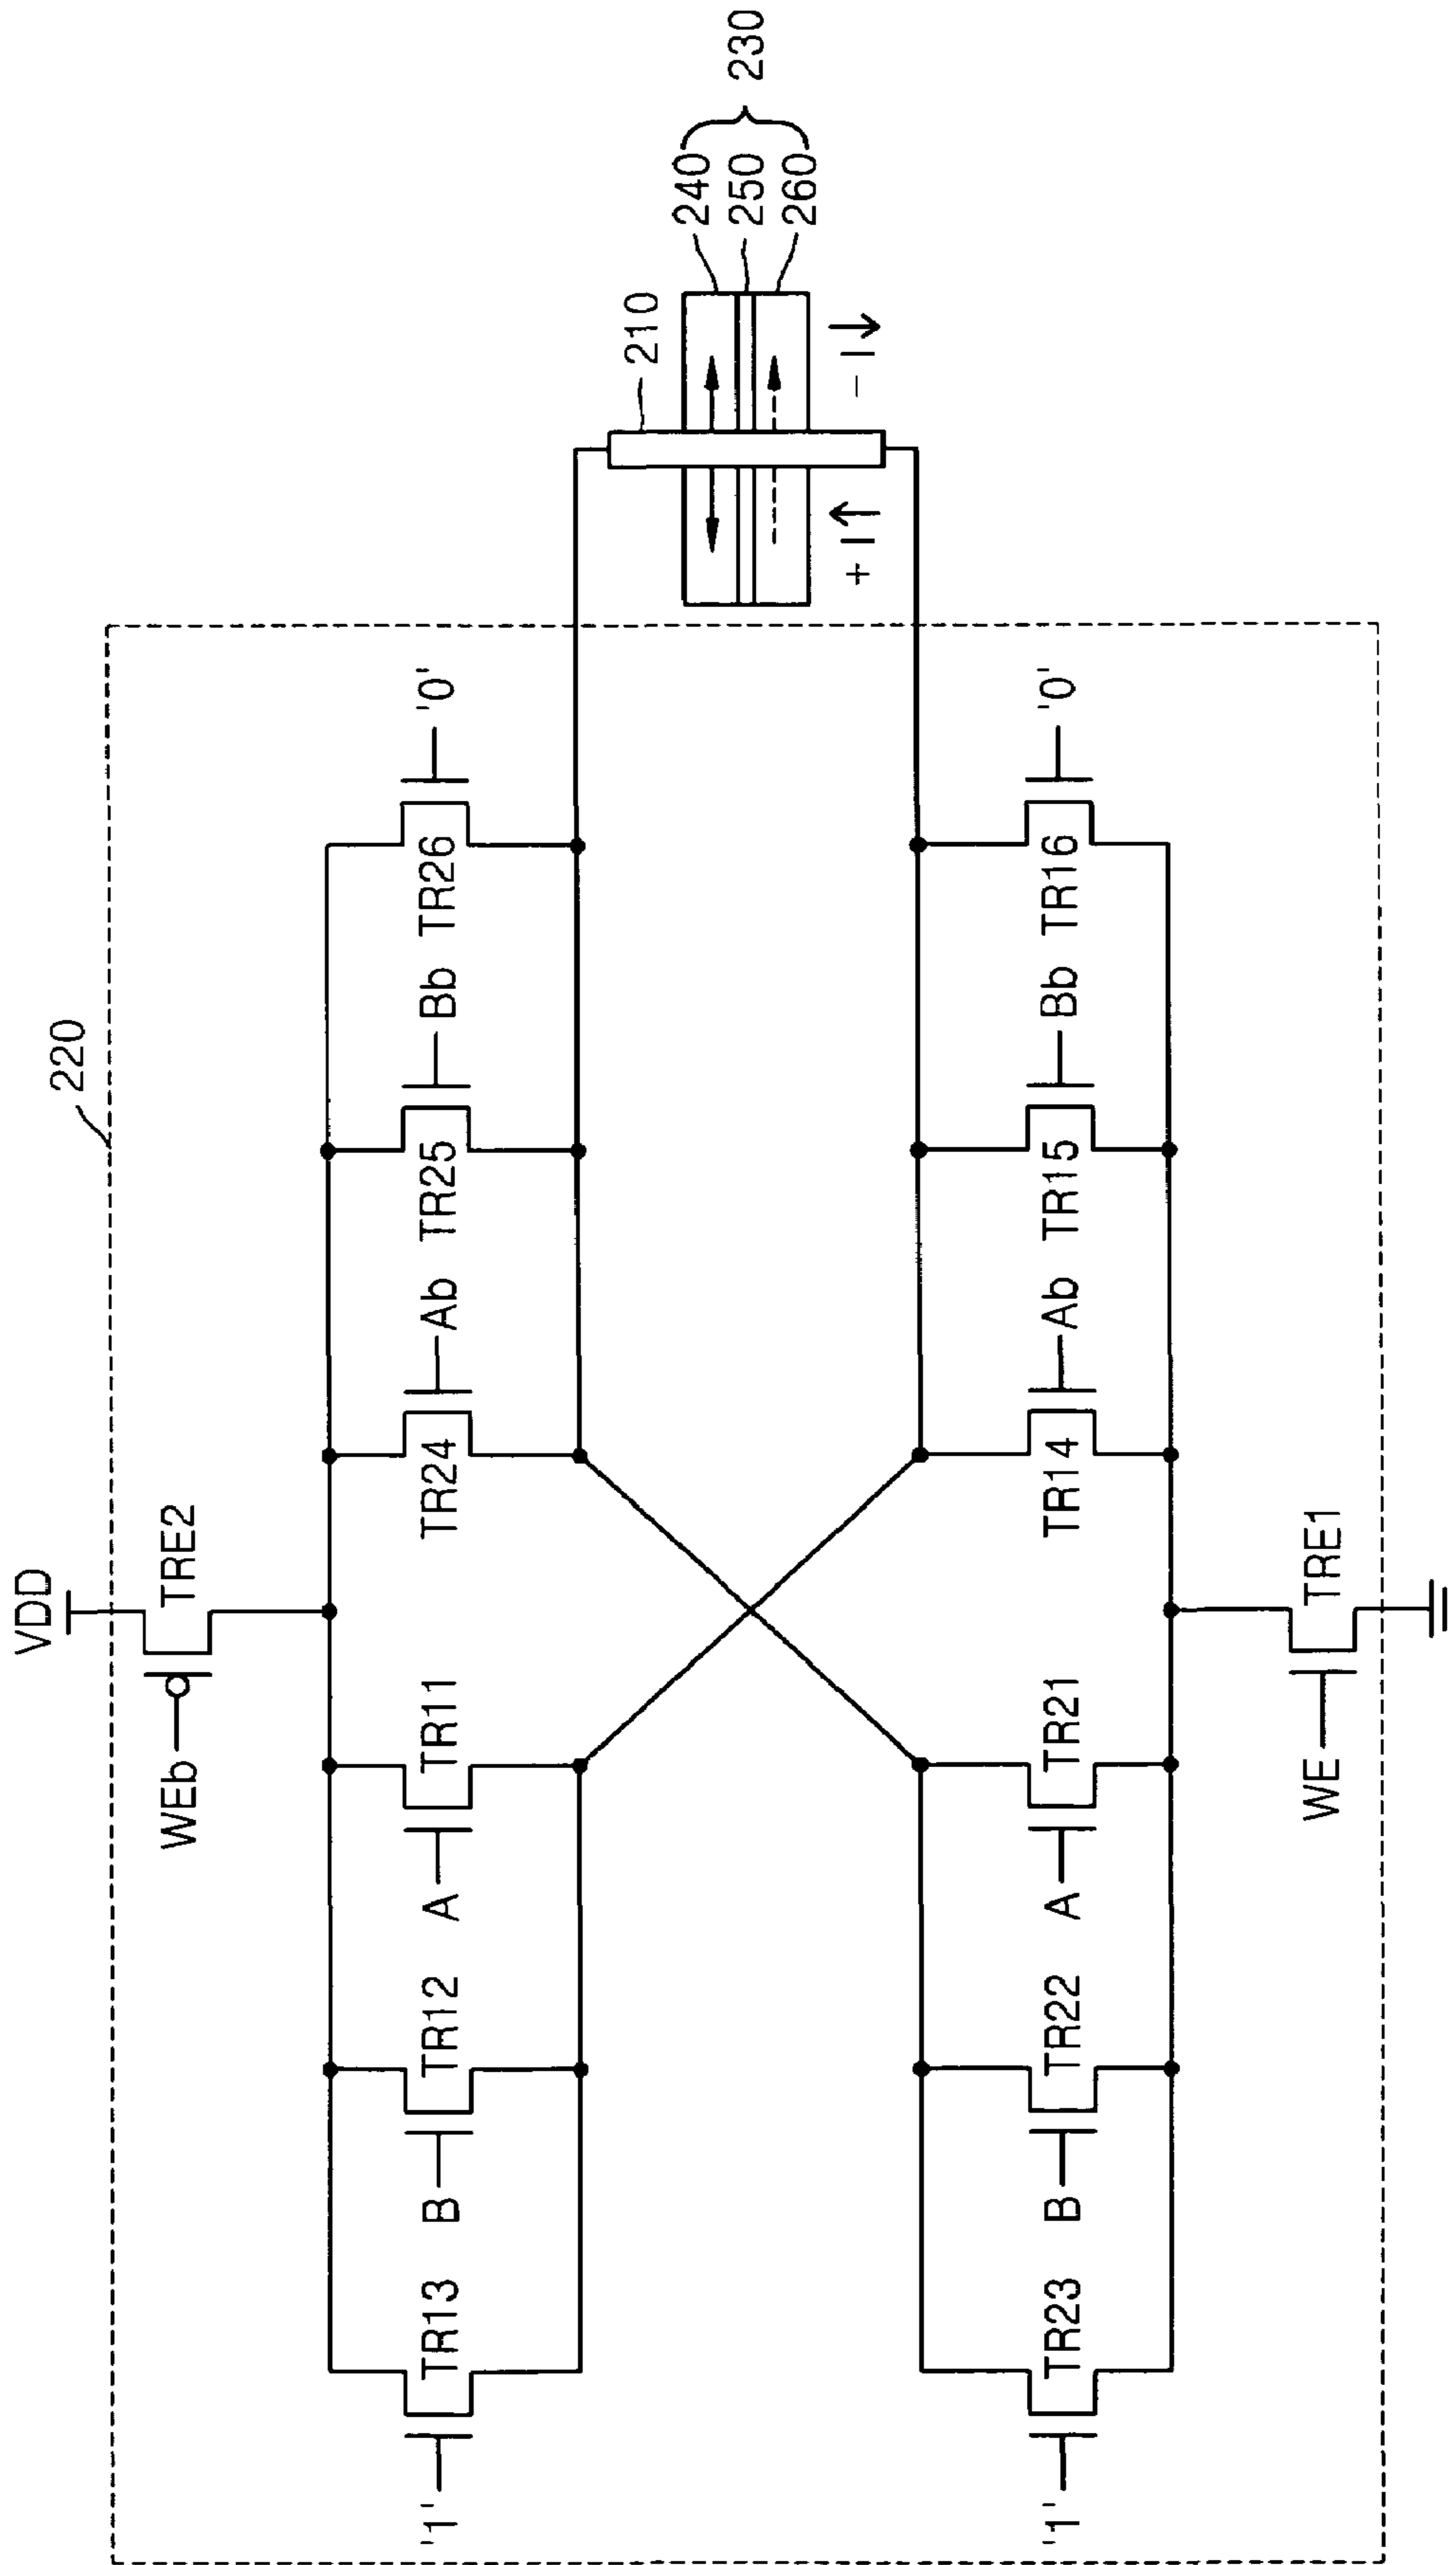 VDD
220
WEb
TRE2
'1'
TR13
B
TR12
A
TR11
TR24
Ab
TR25
Bb
TR26
'0'
210
240
250
260
230
+I
-I
'1'
TR23
B
TR22
A
TR21
TR14
Ab
TR15
Bb
TR16
'0'
WE
TRE1